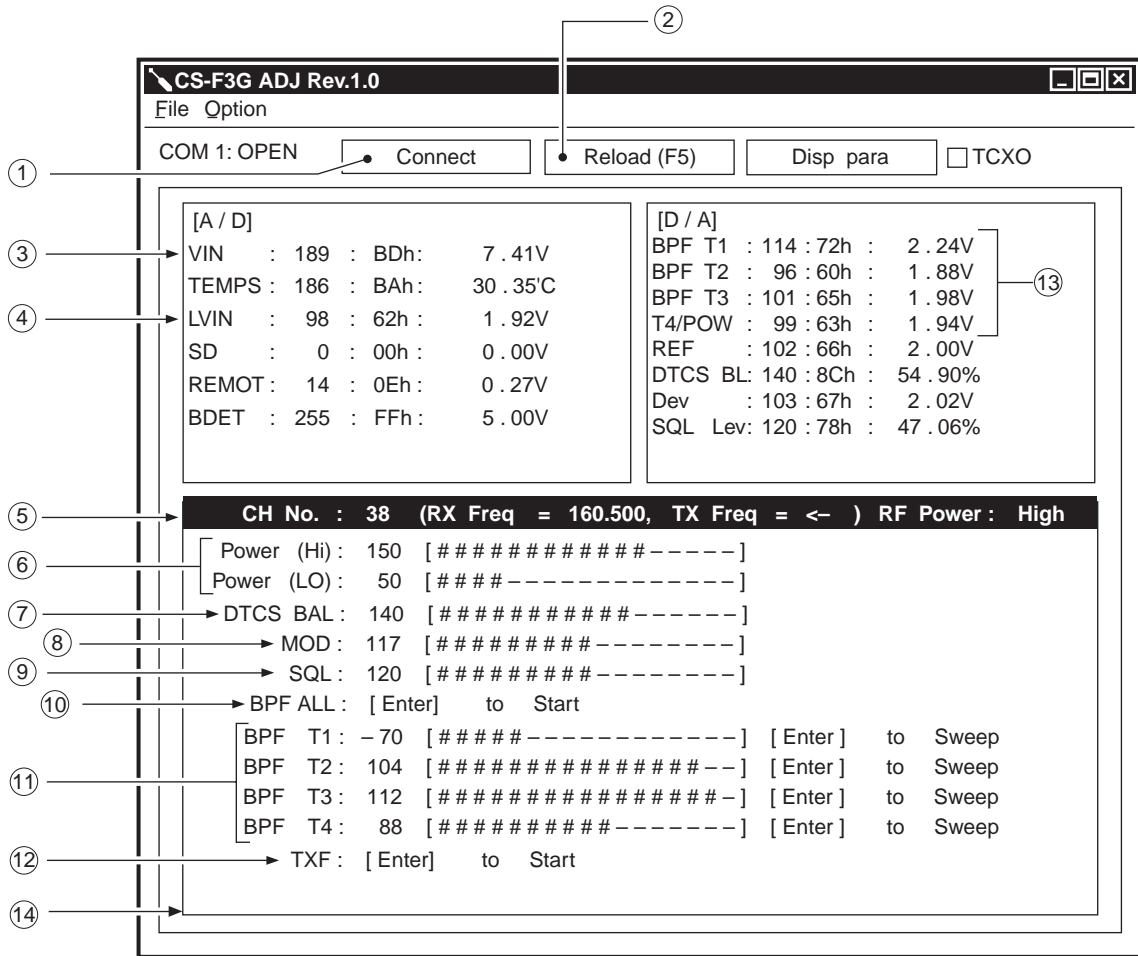 2
CS-F3G ADJ Rev.1.0
File Option
COM 1: OPEN Connect Reload (F5) Disp para TCXO
1
[A / D]
3 VIN : 189 : BDh: 7.41V
TEMPS : 186 : BAh : 30.35'C
4 LVIN : 98 : 62h : 1.92V
SD : 0 : 00h : 0.00V
REMOT : 14 : 0Eh : 0.27V
BDET : 255 : FFh : 5.00V
[D / A]
BPF T1 : 114 : 72h : 2.24V
BPF T2 : 96 : 60h : 1.88V
BPF T3 : 101 : 65h : 1.98V
T4/POW : 99 : 63h : 1.94V
13
REF : 102 : 66h : 2.00V
DTCS BL: 140 : 8Ch : 54.90%
Dev : 103 : 67h : 2.02V
SQL Lev: 120 : 78h : 47.06%
5 CH No. : 38 (RX Freq = 160.500, TX Freq = <– ) RF Power : High
6
Power (Hi) : 150 [############–––––]
Power (LO) : 50 [####–––––––––––––]
7 DTCS BAL : 140 [###########––––––]
8 MOD : 117 [#########––––––––]
9 SQL : 120 [#########––––––––]
10 BPF ALL : [Enter] to Start
11
BPF T1 : –70 [#####––––––––––––] [Enter] to Sweep
BPF T2 : 104 [###############––] [Enter] to Sweep
BPF T3 : 112 [################–] [Enter] to Sweep
BPF T4 : 88 [##########–––––––] [Enter] to Sweep
12 TXF : [Enter] to Start
14